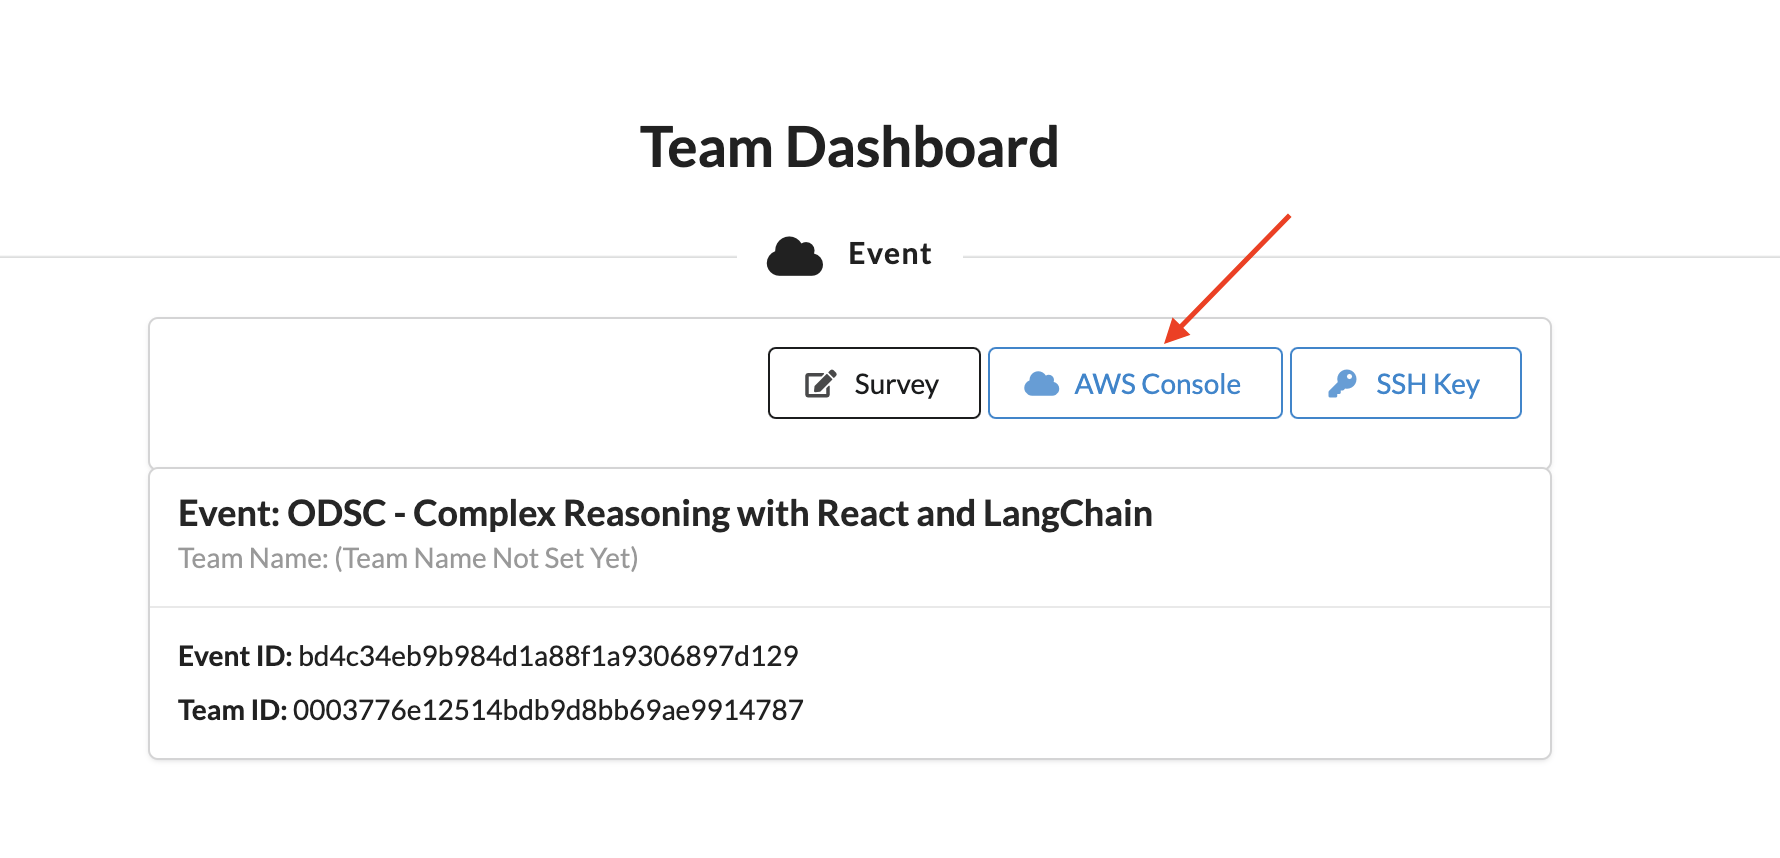 Team Dashboard
Event
Survey
AWS Console
SSH Key
Event: ODSC - Complex Reasoning with React and LangChain
Team Name: (Team Name Not Set Yet)
Event ID: bd4c34eb9b984d1a88f1a9306897d129
Team ID: 0003776e12514bdb9d8bb69ae9914787